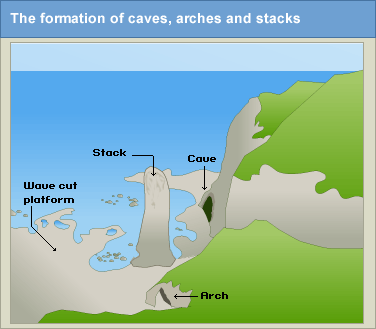 The formation of caves, arches and stacks
Stack
Cave
Wave cut
platform
Arch